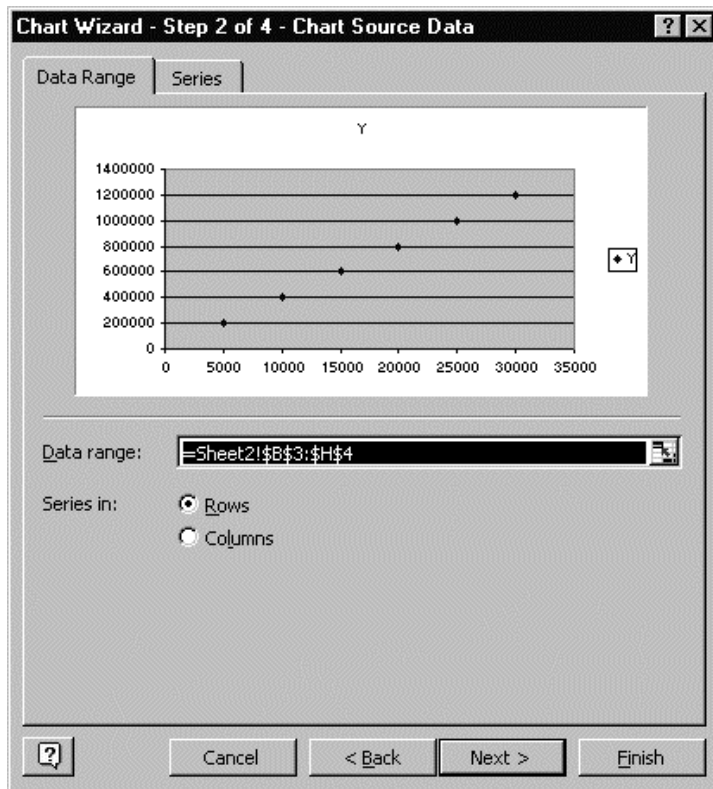 Chart Wizard - Step 2 of 4 - Chart Source Data
Data Range Series
Y
1400000
1200000
1000000
800000
600000
400000
200000
0
Y
0 5000 10000 15000 20000 25000 30000 35000
Data range: =Sheet2!$B$3:$H$4
Series in: Rows
Columns
Cancel < Back Next > Finish